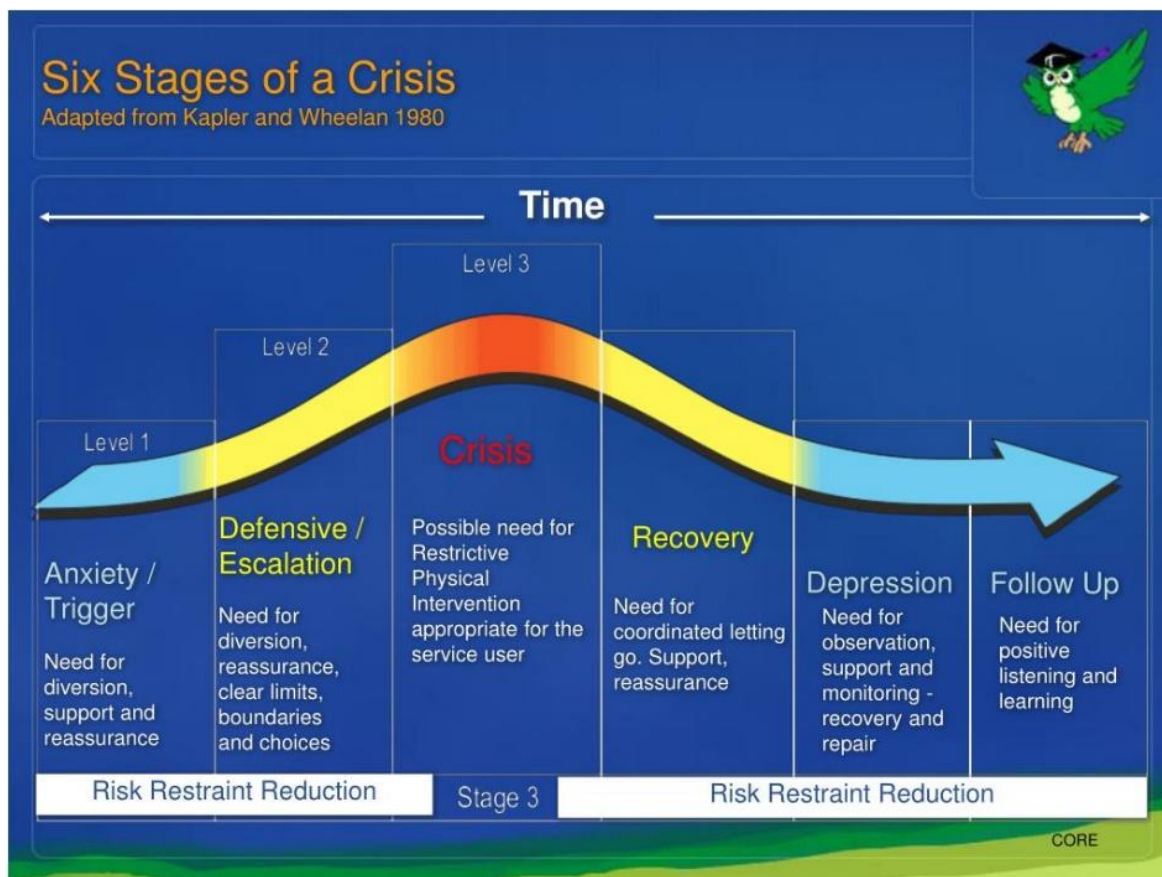 Six Stages of a Crisis
Adapted from Kapler and Wheelan 1980
Time
Level 1
Anxiety /
Trigger
Need for
diversion,
support and
reassurance
Level 2
Defensive /
Escalation
Need for
diversion,
reassurance,
clear limits,
boundaries
and choices
Level 3
Crisis
Possible need for
Restrictive
Physical
Intervention
appropriate for the
service user
Recovery
Need for
coordinated letting
go. Support,
reassurance
Depression
Need for
observation,
support and
monitoring -
recovery and
repair
Follow Up
Need for
positive
listening and
learning
Risk Restraint Reduction
Stage 3
Risk Restraint Reduction
CORE